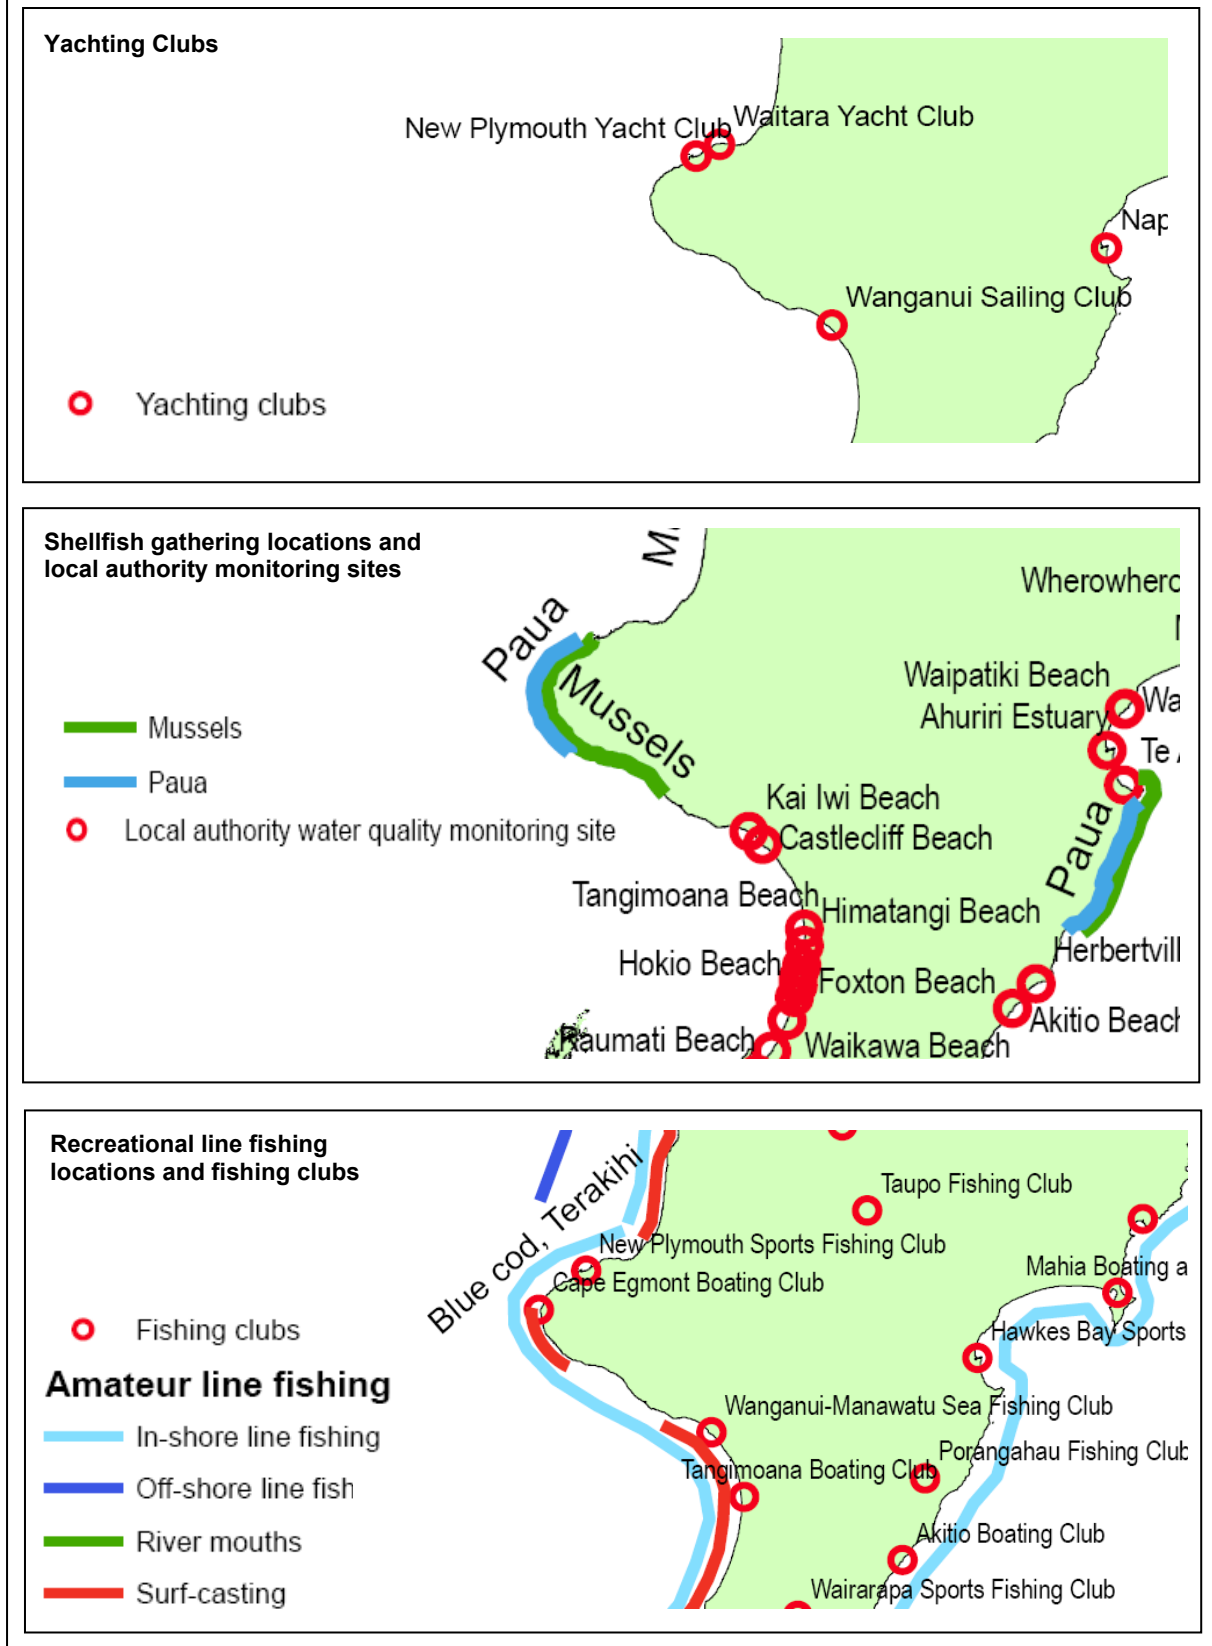 Yachting Clubs
New Plymouth Yacht Club
Waitara Yacht Club
Nap
Wanganui Sailing Club
Yachting clubs
Shellfish gathering locations and
local authority monitoring sites
Wherowhero
Paua
Mussels
Waipatiki Beach
Wa
Ahuriri Estuary
Te
Mussels
Paua
Local authority water quality monitoring site
Kai Iwi Beach
Castlecliff Beach
Paua
Tangimoana Beach
Himatangi Beach
Hokio Beach
Foxton Beach
Herbertvill
Akitio Beach
Raumati Beach
Waikawa Beach
Recreational line fishing
locations and fishing clubs
Blue cod, Terakihi
Taupo Fishing Club
New Plymouth Sports Fishing Club
Mahia Boating a
Cape Egmont Boating Club
Hawkes Bay Sports
Fishing clubs
Amateur line fishing
Wanganui-Manawatu Sea Fishing Club
In-shore line fishing
Porangahau Fishing Club
Tangimoana Boating Club
Off-shore line fish
Akitio Boating Club
River mouths
Wairarapa Sports Fishing Club
Surf-casting